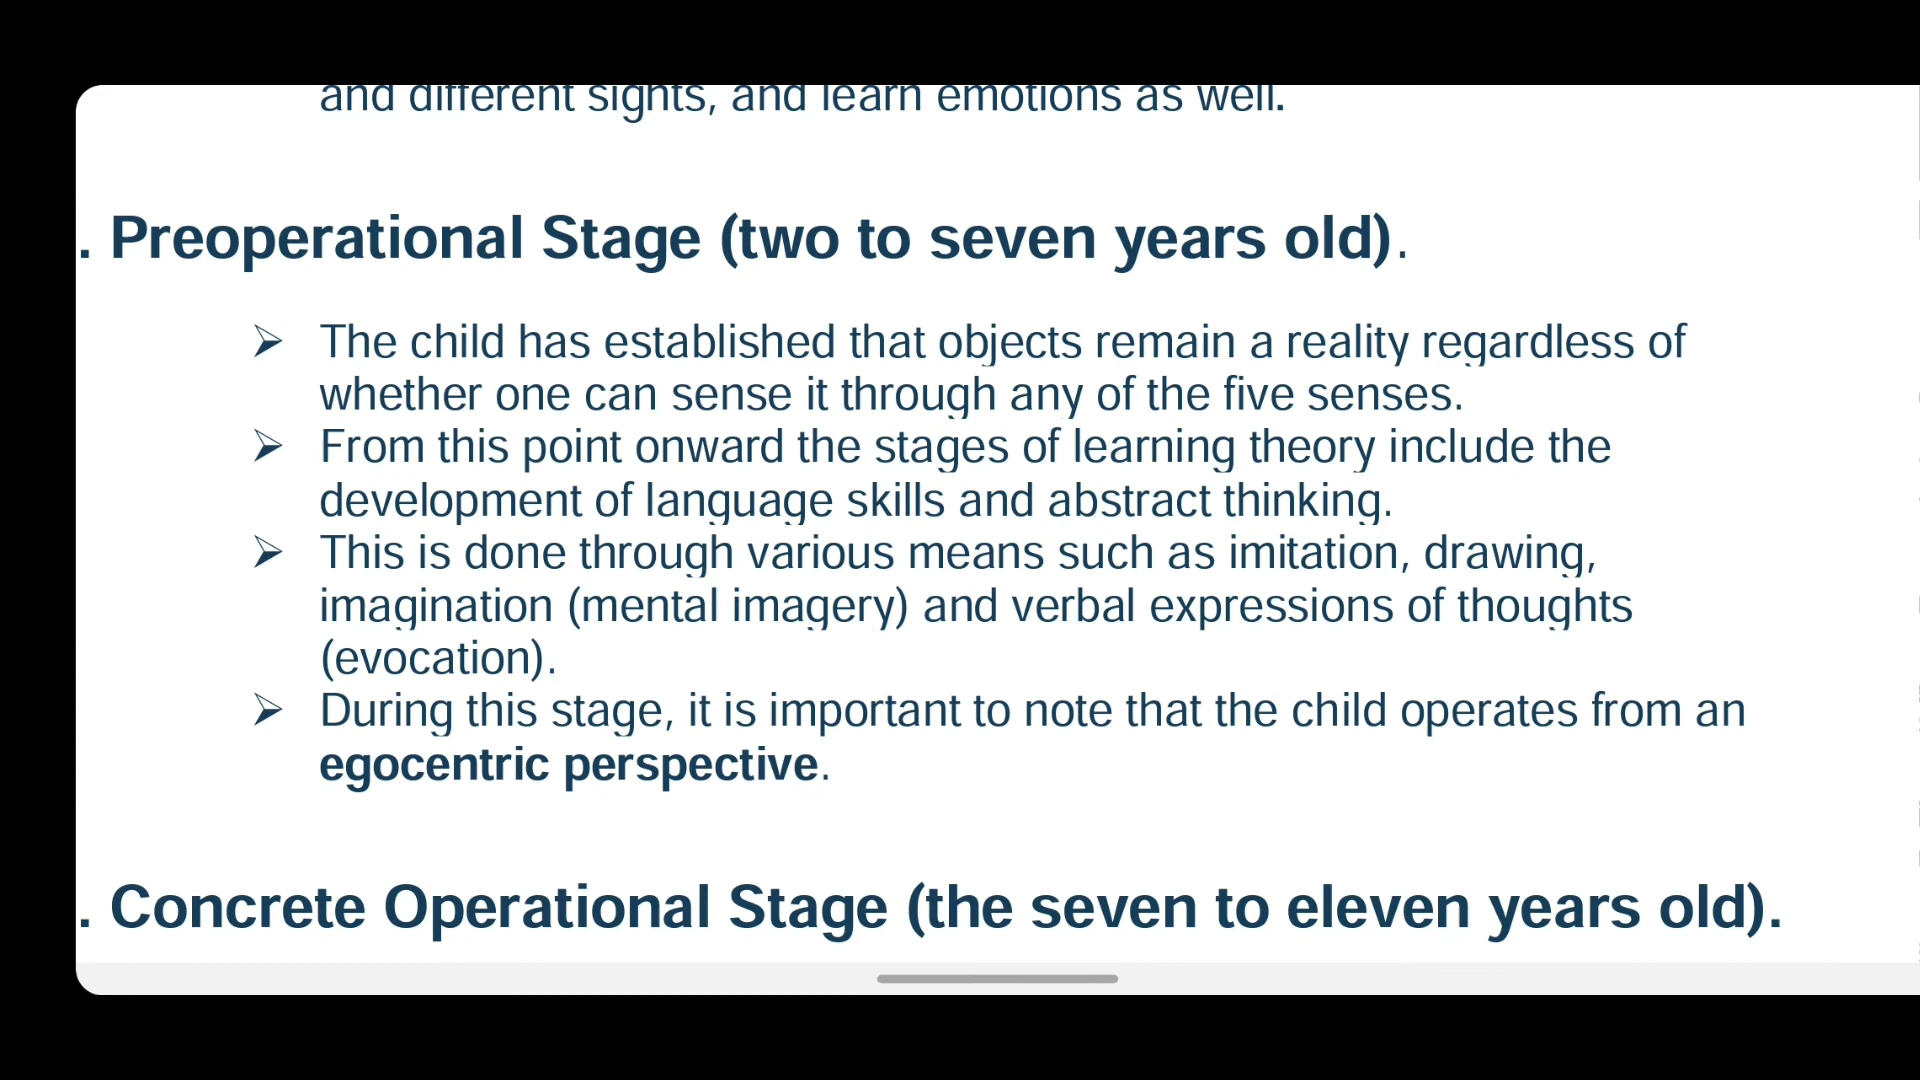 and different sights, and learn emotions as well.
. Preoperational Stage (two to seven years old).
➢ The child has established that objects remain a reality regardless of
whether one can sense it through any of the five senses.
➢ From this point onward the stages of learning theory include the
development of language skills and abstract thinking.
➢ This is done through various means such as imitation, drawing,
imagination (mental imagery) and verbal expressions of thoughts
(evocation).
➢ During this stage, it is important to note that the child operates from an
egocentric perspective.
. Concrete Operational Stage (the seven to eleven years old).